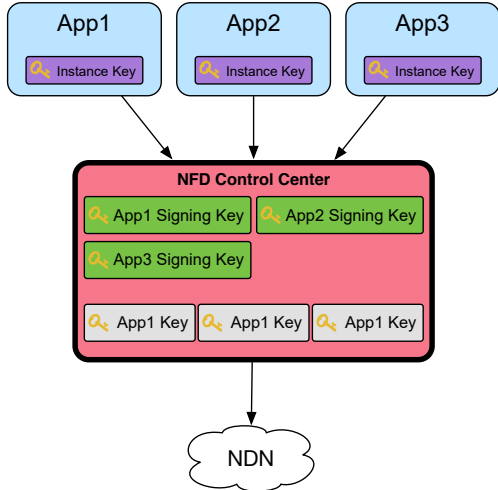 App1
App2
App3
Instance Key
Instance Key
Instance Key
NFD Control Center
App1 Signing Key
App2 Signing Key
App3 Signing Key
App1 Key
App1 Key
App1 Key
NDN